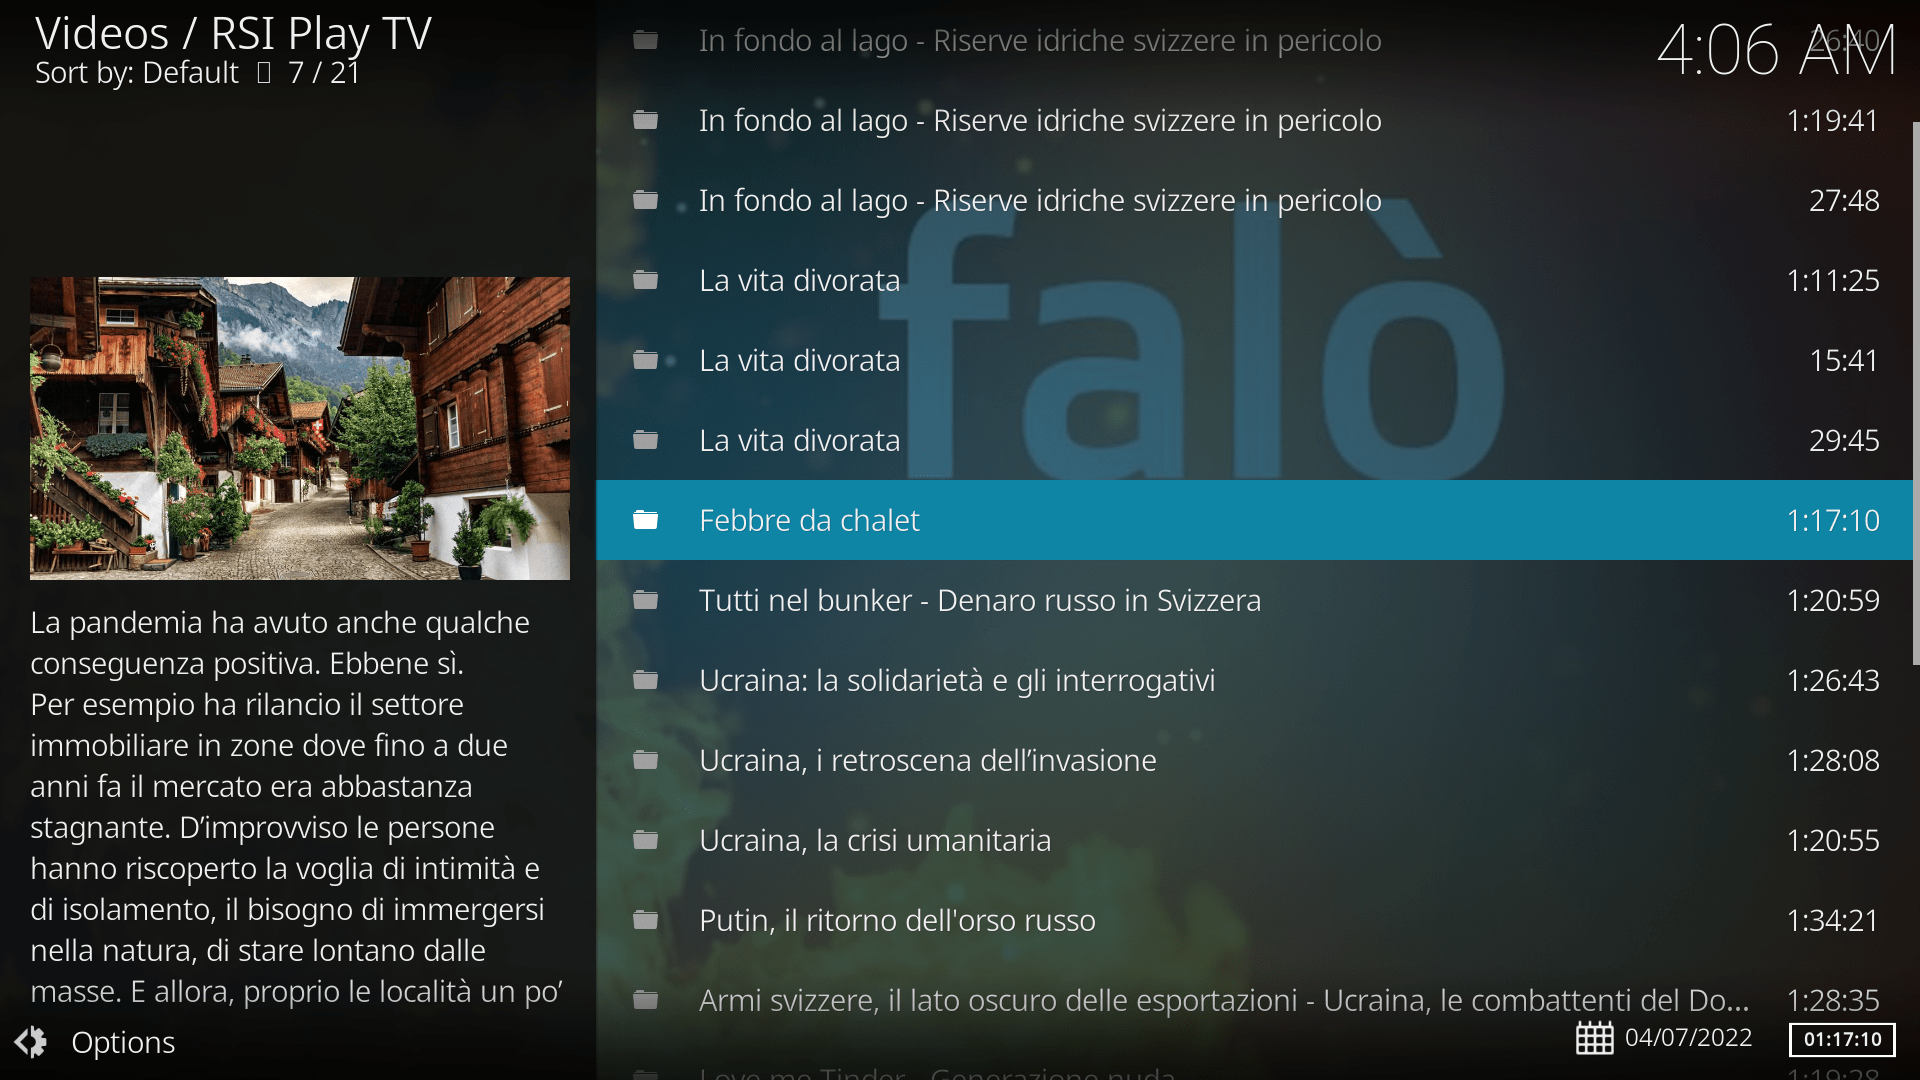 Videos / RSI Play TV
Sort by: Default 7 / 21
4:06 AM
In fondo al lago - Riserve idriche svizzere in pericolo 26:40
In fondo al lago - Riserve idriche svizzere in pericolo 1:19:41
In fondo al lago - Riserve idriche svizzere in pericolo 27:48
La vita divorata 1:11:25
La vita divorata 15:41
La vita divorata 29:45
falò
Febbre da chalet 1:17:10
Tutti nel bunker - Denaro russo in Svizzera 1:20:59
Ucraina: la solidarietà e gli interrogativi 1:26:43
Ucraina, i retroscena dell’invasione 1:28:08
Ucraina, la crisi umanitaria 1:20:55
Putin, il ritorno dell'orso russo 1:34:21
Armi svizzere, il lato oscuro delle esportazioni - Ucraina, le combattenti del Do... 1:28:35
Love me Tinder - Generazione nuda 1:19:28
La pandemia ha avuto anche qualche
conseguenza positiva. Ebbene sì.
Per esempio ha rilancio il settore
immobiliare in zone dove fino a due
anni fa il mercato era abbastanza
stagnante. D’improvviso le persone
hanno riscoperto la voglia di intimità e
di isolamento, il bisogno di immergersi
nella natura, di stare lontano dalle
masse. E allora, proprio le località un po’
Options
04/07/2022
01:17:10